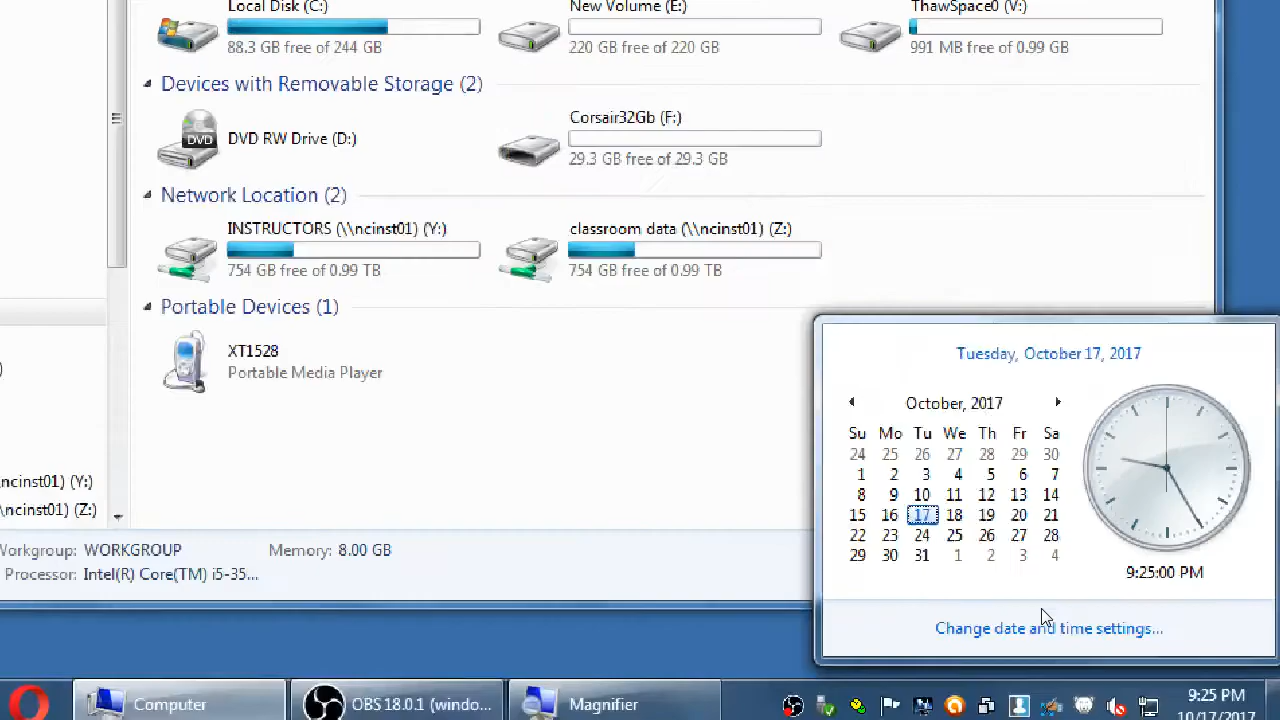 Local Disk (C:)
88.3 GB free of 244 GB
New Volume (E:)
220 GB free of 220 GB
ThawSpace0 (V:)
991 MB free of 0.99 GB
Devices with Removable Storage (2)
DVD
DVD RW Drive (D:)
Corsair32Gb (F:)
29.3 GB free of 29.3 GB
Network Location (2)
INSTRUCTORS (\\ncinst01) (Y:)
754 GB free of 0.99 TB
classroom data (\\ncinst01) (Z:)
754 GB free of 0.99 TB
Portable Devices (1)
XT1528
Portable Media Player
ncinst01) (Y:)
ncinst01) (Z:)
Workgroup: WORKGROUP
Memory: 8.00 GB
Processor: Intel(R) Core(TM) i5-35...
Tuesday, October 17, 2017
October, 2017
Su Mo Tu We Th Fr Sa
24 25 26 27 28 29 30
1 2 3 4 5 6 7
8 9 10 11 12 13 14
15 16 17 18 19 20 21
22 23 24 25 26 27 28
29 30 31 1 2 3 4
9:25:00 PM
Change date and time settings...
Computer
OBS 18.0.1 (windo...
Magnifier
9:25 PM
10/17/2017